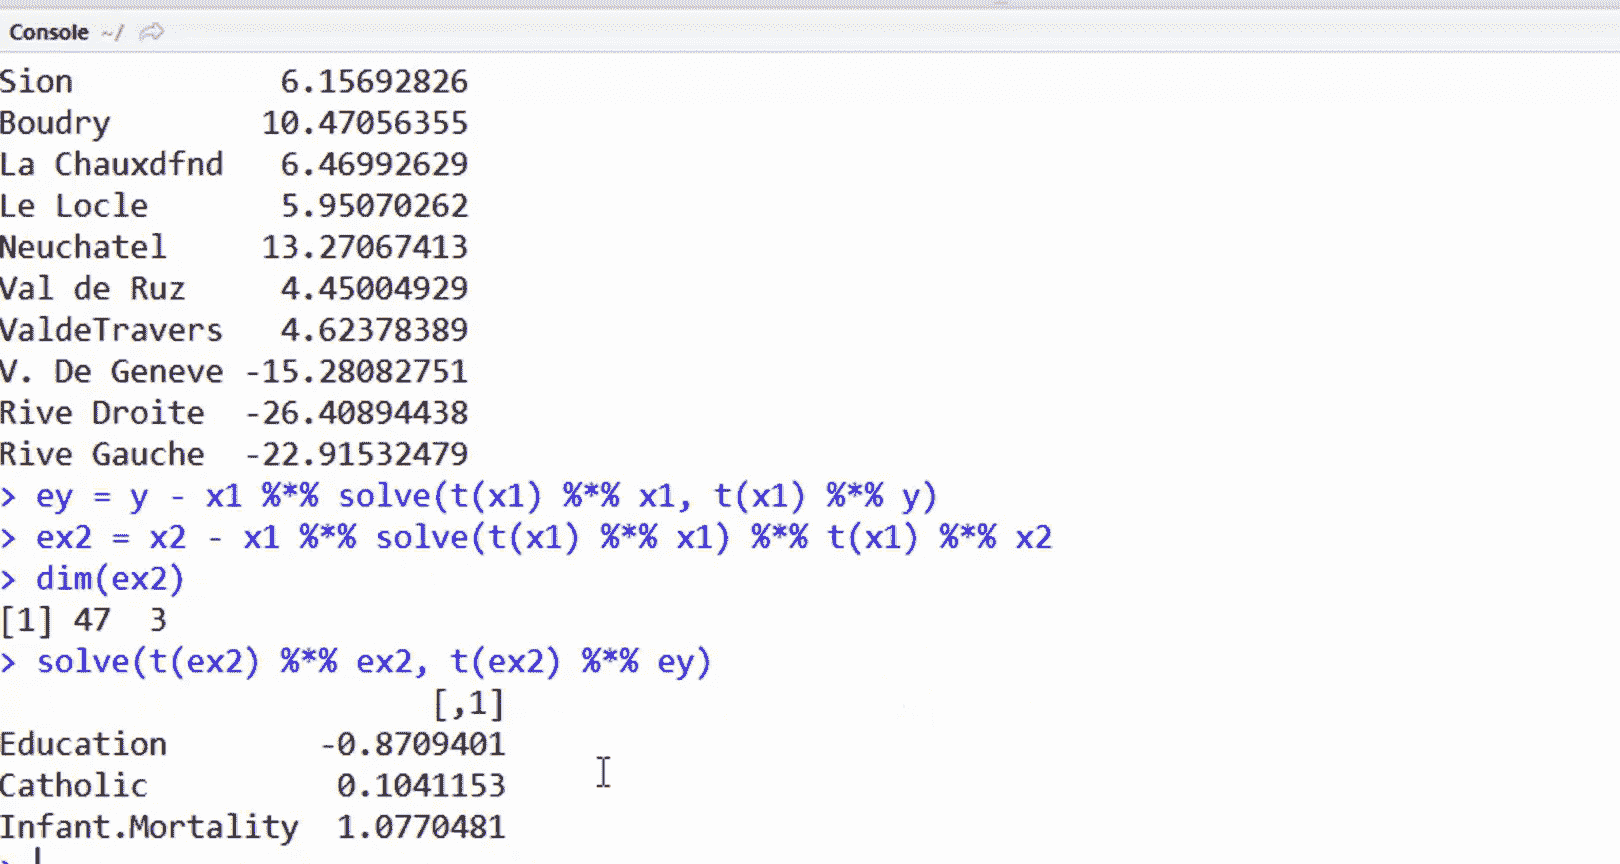 Console ~/
Sion 6.15692826
Boudry 10.47056355
La Chauxdfnd 6.46992629
Le Locle 5.95070262
Neuchatel 13.27067413
Val de Ruz 4.45004929
ValdeTravers 4.62378389
V. De Geneve -15.28082751
Rive Droite -26.40894438
Rive Gauche -22.91532479
> ey = y - x1 %*% solve(t(x1) %*% x1, t(x1) %*% y)
> ex2 = x2 - x1 %*% solve(t(x1) %*% x1) %*% t(x1) %*% x2
> dim(ex2)
[1] 47 3
> solve(t(ex2) %*% ex2, t(ex2) %*% ey)
[,1]
Education -0.8709401
Catholic 0.1041153
Infant.Mortality 1.0770481
>